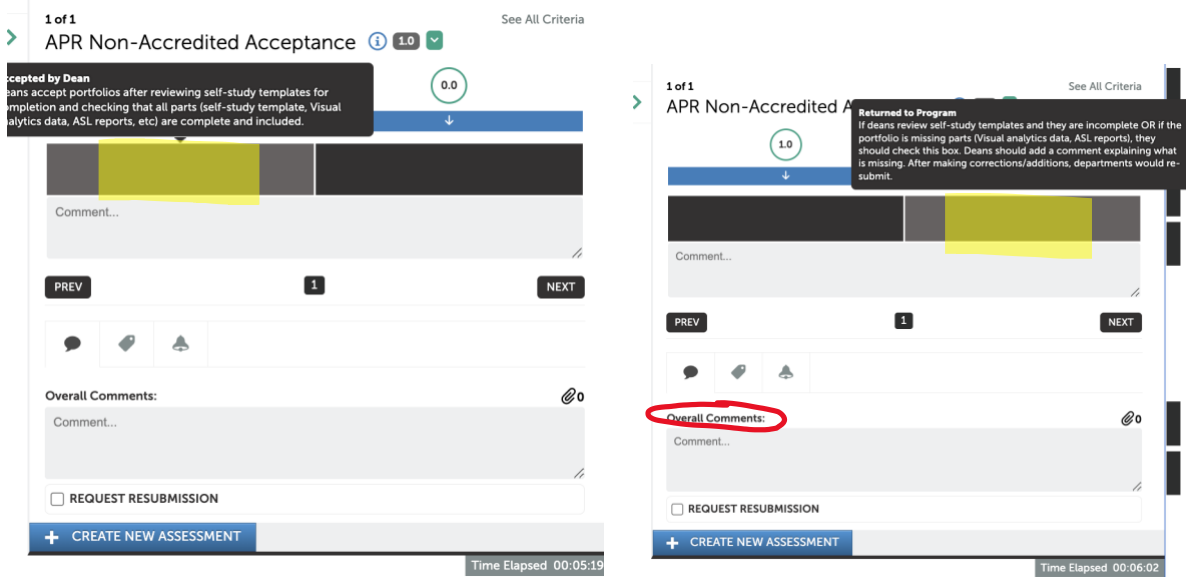 1 of 1
See All Criteria
APR Non-Accredited Acceptance i 1.0
ccepted by Dean
eans accept portfolios after reviewing self-study templates for
ompletion and checking that all parts (self-study template, Visual
alytics data, ASL reports, etc) are complete and included.
0.0
Comment...
PREV
1
NEXT
Overall Comments:
0
Comment...
REQUEST RESUBMISSION
+ CREATE NEW ASSESSMENT
Time Elapsed 00:05:19
1 of 1
See All Criteria
APR Non-Accredited A
Returned to Program
If deans review self-study templates and they are incomplete OR if the
portfolio is missing parts (Visual analytics data, ASL reports), they
should check this box. Deans should add a comment explaining what
is missing. After making corrections/additions, departments would re-
submit.
1.0
Comment...
PREV
1
NEXT
Overall Comments:
0
Comment...
REQUEST RESUBMISSION
+ CREATE NEW ASSESSMENT
Time Elapsed 00:06:02